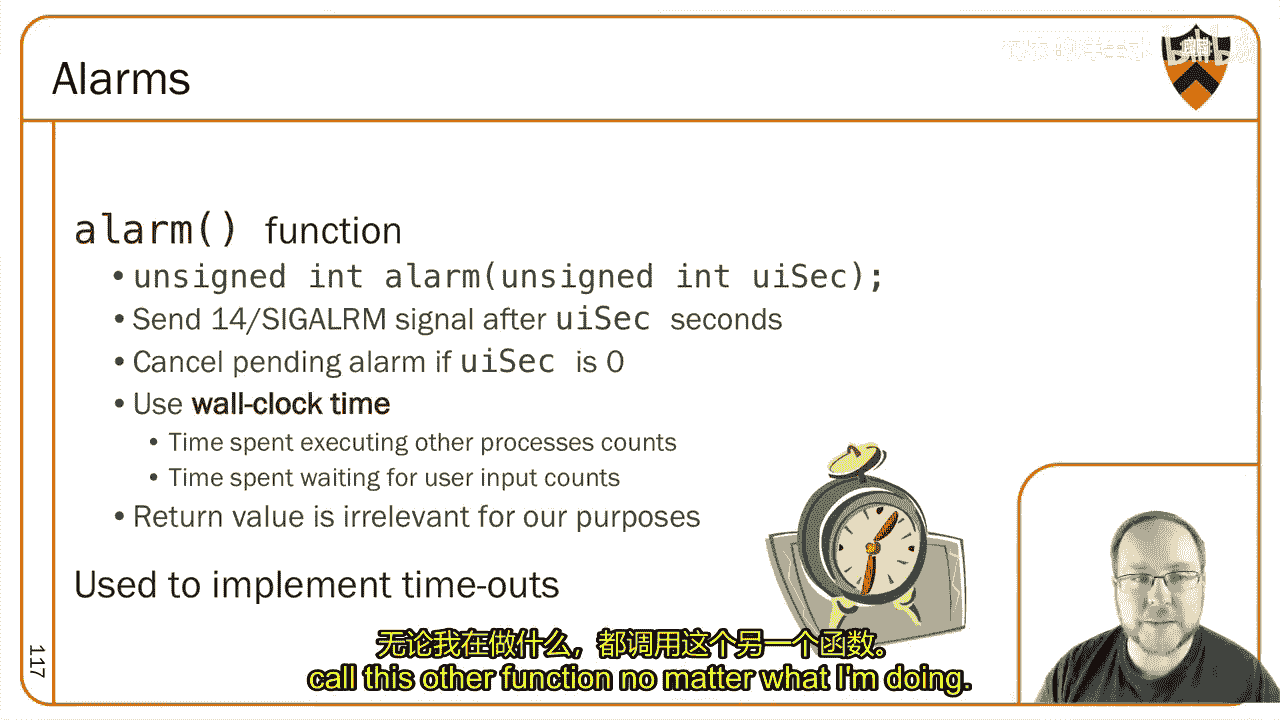 Alarms
alarm() function
• unsigned int alarm(unsigned int uiSec);
• Send 14/SIGALRM signal after uiSec seconds
• Cancel pending alarm if uiSec is 0
• Use wall-clock time
• Time spent executing other processes counts
• Time spent waiting for user input counts
• Return value is irrelevant for our purposes
Used to implement time-outs
117
无论我在做什么，都调用这个另一个函数。
call this other function no matter what I'm doing.